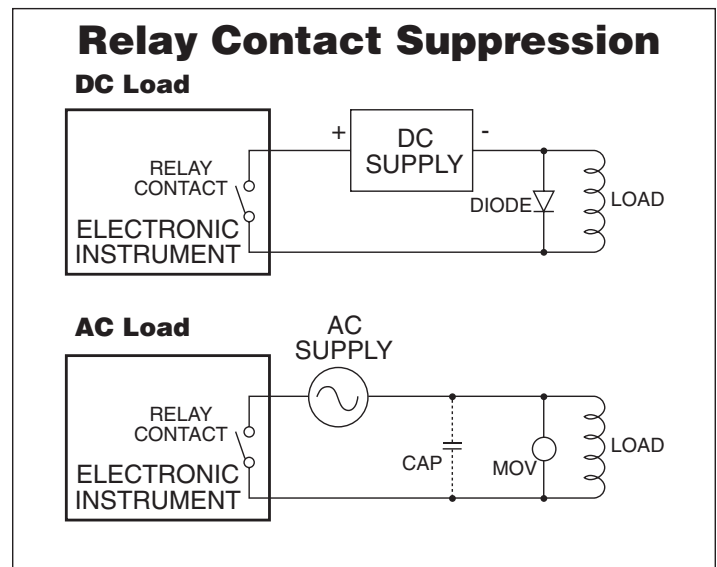 Relay Contact Suppression
DC Load
+ DC SUPPLY -
RELAY CONTACT
DIODE
LOAD
ELECTRONIC
INSTRUMENT
AC Load
AC
SUPPLY
RELAY
CONTACT
CAP
MOV
LOAD
ELECTRONIC
INSTRUMENT